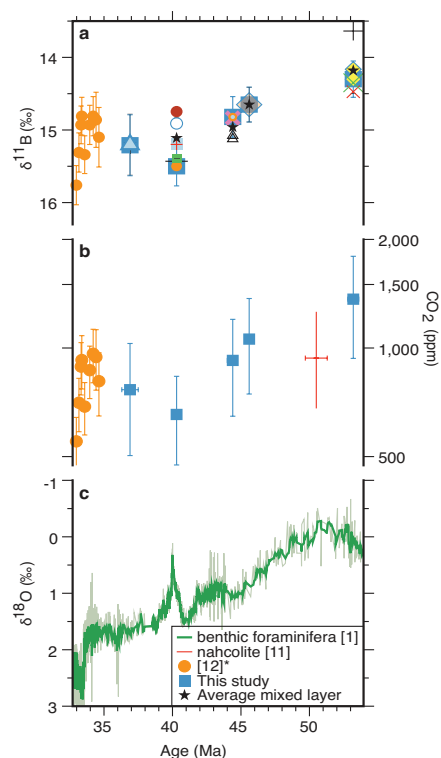 a
14
15
16
δ¹¹B (‰)
b
2,000
1,500
1,000
500
CO₂ (ppm)
c
-1
0
1
2
3
δ¹⁸O (‰)
benthic foraminifera [1]
nahcolite [11]
[12]*
This study
Average mixed layer
35 40 45 50
Age (Ma)